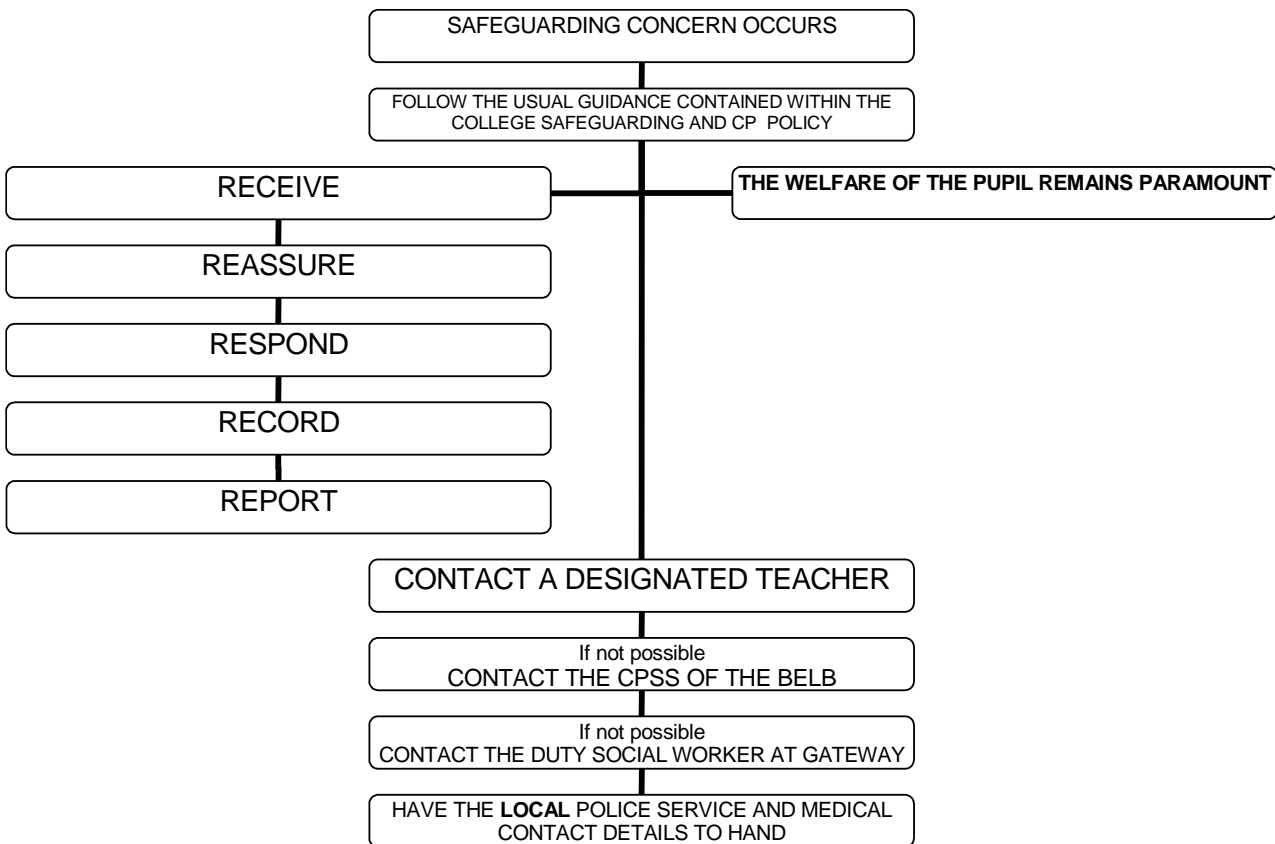 SAFEGUARDING CONCERN OCCURS
FOLLOW THE USUAL GUIDANCE CONTAINED WITHIN THE
COLLEGE SAFEGUARDING AND CP POLICY
RECEIVE
THE WELFARE OF THE PUPIL REMAINS PARAMOUNT
REASSURE
RESPOND
RECORD
REPORT
CONTACT A DESIGNATED TEACHER
If not possible
CONTACT THE CPSS OF THE BELB
If not possible
CONTACT THE DUTY SOCIAL WORKER AT GATEWAY
HAVE THE LOCAL POLICE SERVICE AND MEDICAL
CONTACT DETAILS TO HAND